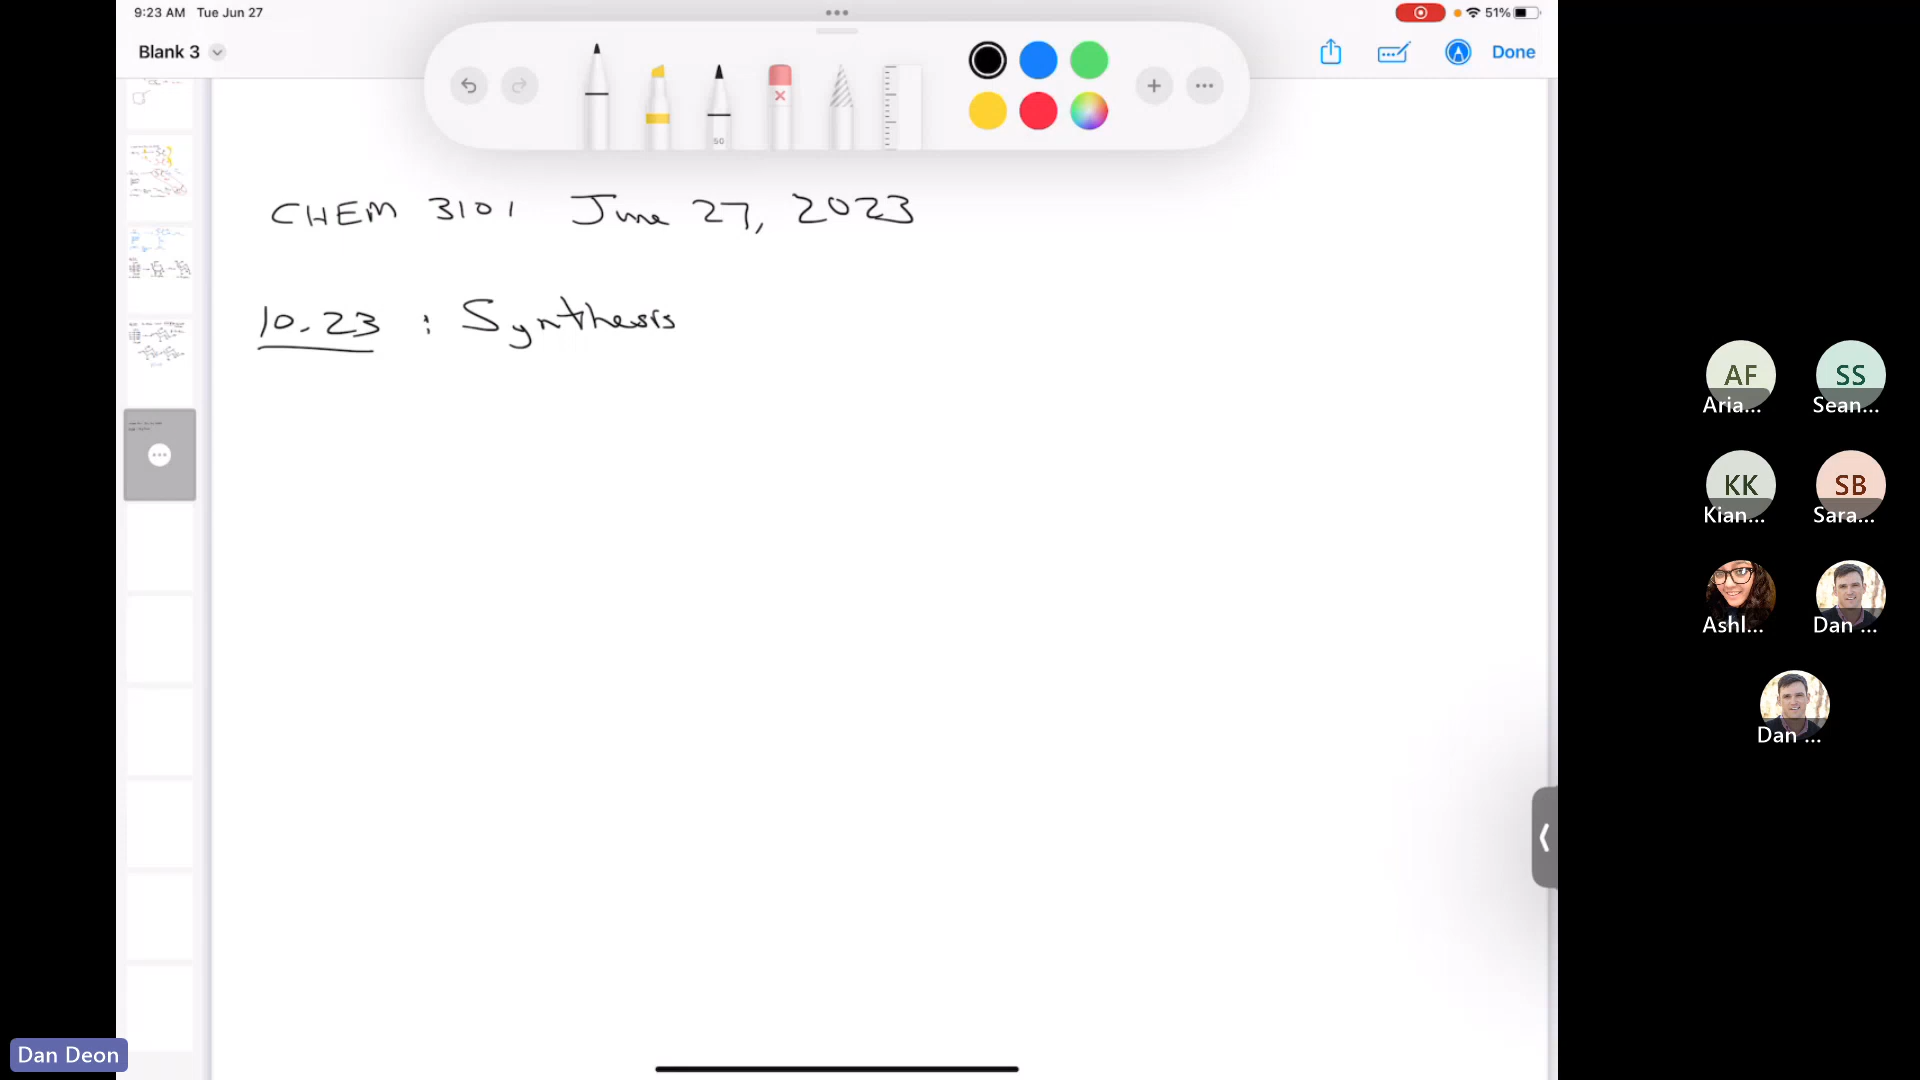 9:23 AM Tue Jun 27
51%
Blank 3
Done
50
CHEM 3101 June 27, 2023
10.23 : Synthesis
AF
Aria...
SS
Sean...
KK
Kian...
SB
Sara...
Ashl...
Dan ...
Dan ...
Dan Deon